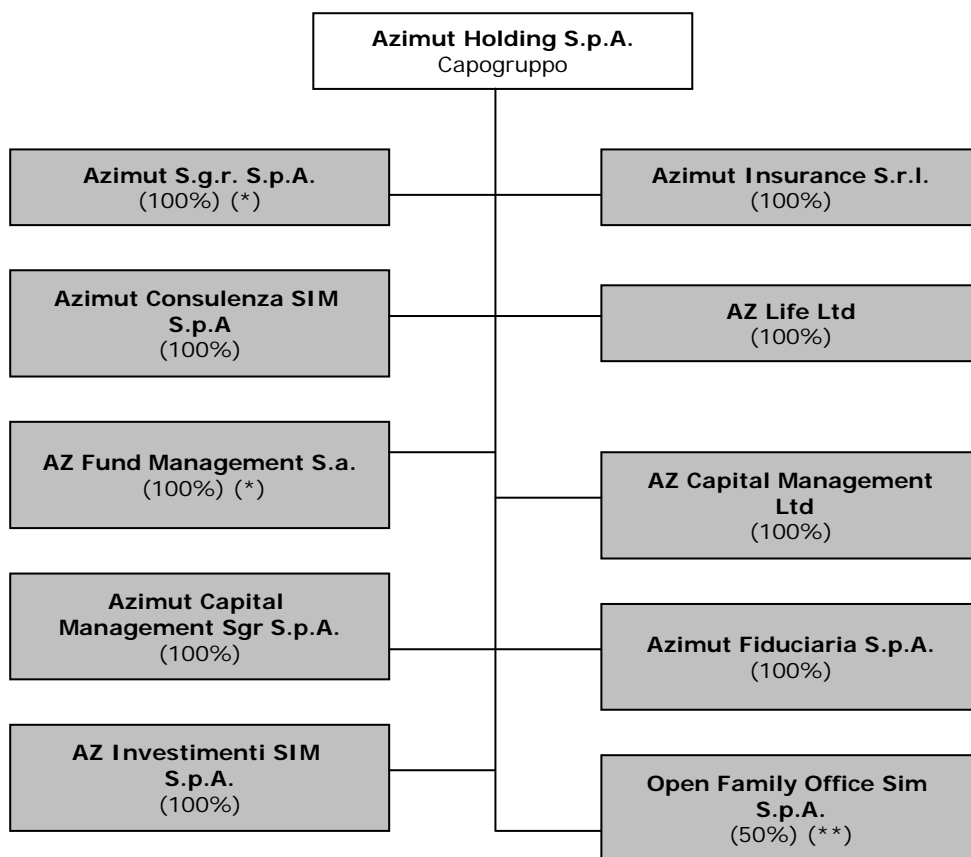 Azimut Holding S.p.A.
Capogruppo
Azimut S.g.r. S.p.A.
(100%) (*)
Azimut Insurance S.r.l.
(100%)
Azimut Consulenza SIM
S.p.A
(100%)
AZ Life Ltd
(100%)
AZ Fund Management S.a.
(100%) (*)
AZ Capital Management
Ltd
(100%)
Azimut Capital
Management Sgr S.p.A.
(100%)
Azimut Fiduciaria S.p.A.
(100%)
AZ Investimenti SIM
S.p.A.
(100%)
Open Family Office Sim
S.p.A.
(50%) (**)